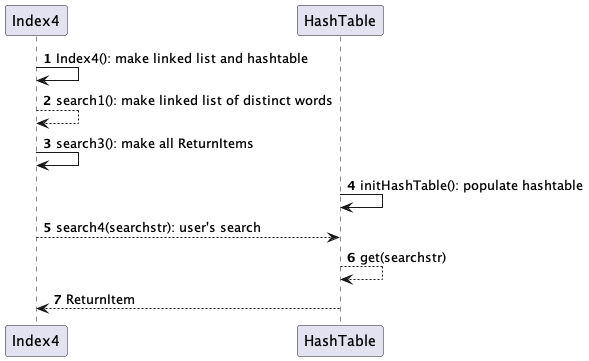 Index4 HashTable
1 Index4(): make linked list and hashtable
2 search1(): make linked list of distinct words
3 search3(): make all ReturnItems
4 initHashTable(): populate hashtable
5 search4(searchstr): user's search
6 get(searchstr)
7 ReturnItem
Index4 HashTable